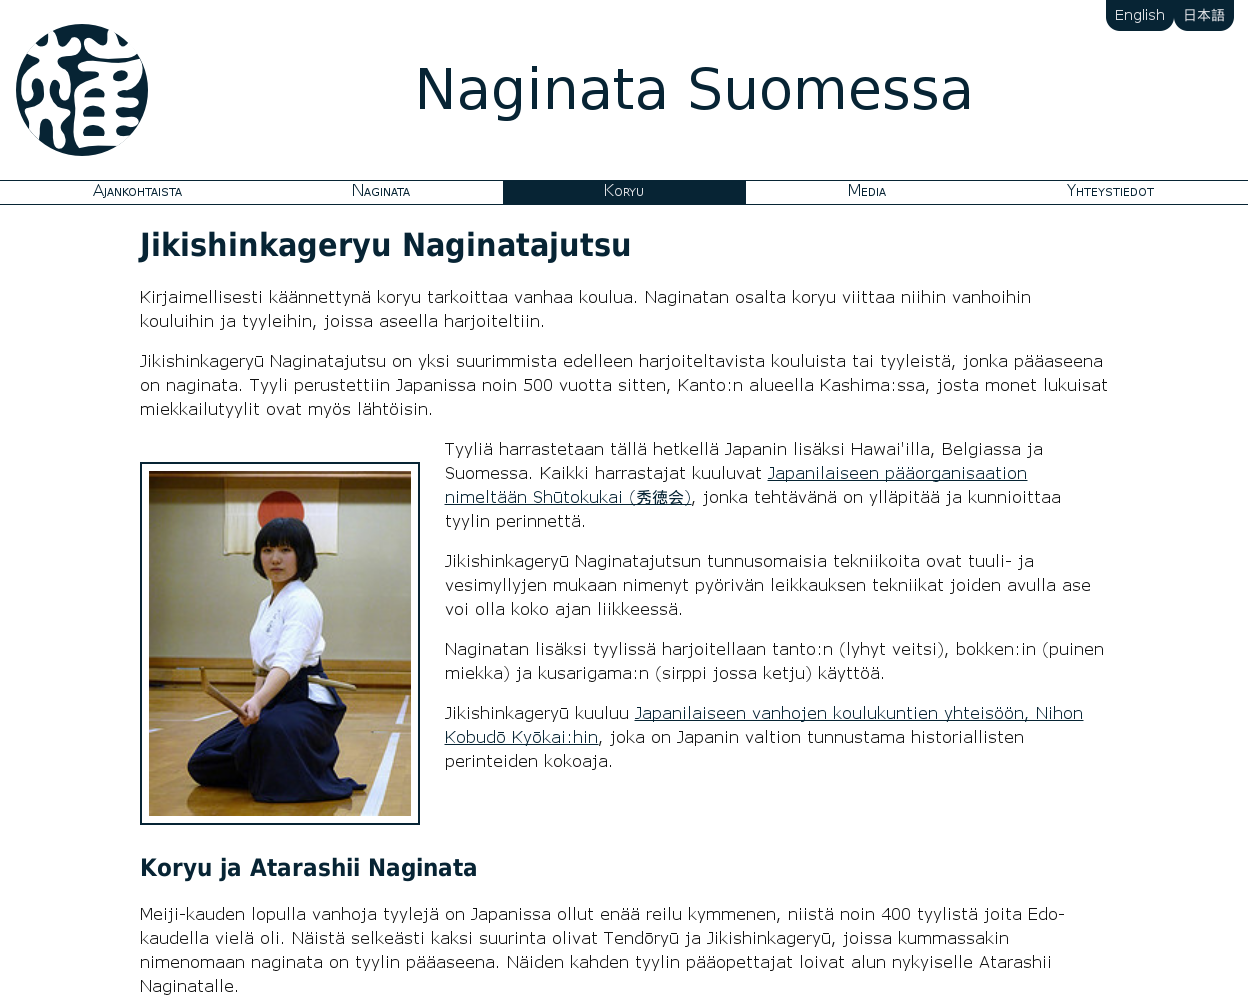 English 日本語
Naginata Suomessa
Ajankohtaista Naginata Koryu Media Yhteystiedot
Jikishinkageryu Naginatajutsu
Kirjaimellisesti käännettynä koryu tarkoittaa vanhaa koulua. Naginatan osalta koryu viittaa niihin vanhoihin
kouluihin ja tyyleihin, joissa aseella harjoiteltiin.
Jikishinkageryū Naginatajutsu on yksi suurimmista edelleen harjoiteltavista kouluista tai tyyleistä, jonka pääaseena
on naginata. Tyyli perustettiin Japanissa noin 500 vuotta sitten, Kanto:n alueella Kashima:ssa, josta monet lukuisat
miekkailutyylit ovat myös lähtöisin.
Tyyliä harrastetaan tällä hetkellä Japanin lisäksi Hawai'illa, Belgiassa ja
Suomessa. Kaikki harrastajat kuuluvat Japanilaiseen pääorganisaation
nimeltään Shūtokukai (秀徳会), jonka tehtävänä on ylläpitää ja kunnioittaa
tyylin perinnettä.
Jikishinkageryū Naginatajutsun tunnusomaisia tekniikoita ovat tuuli- ja
vesimyllyjen mukaan nimenyt pyörivän leikkauksen tekniikat joiden avulla ase
voi olla koko ajan liikkeessä.
Naginatan lisäksi tyylissä harjoitellaan tanto:n (lyhyt veitsi), bokken:in (puinen
miekka) ja kusarigama:n (sirppi jossa ketju) käyttöä.
Jikishinkageryū kuuluu Japanilaiseen vanhojen koulukuntien yhteisöön, Nihon
Kobudō Kyōkai:hin, joka on Japanin valtion tunnustama historiallisten
perinteiden kokoaja.
Koryu ja Atarashii Naginata
Meiji-kauden lopulla vanhoja tyylejä on Japanissa ollut enää reilu kymmenen, niistä noin 400 tyylistä joita Edo-
kaudella vielä oli. Näistä selkeästi kaksi suurinta olivat Tendōryū ja Jikishinkageryū, joissa kummassakin
nimenomaan naginata on tyylin pääaseena. Näiden kahden tyylin pääopettajat loivat alun nykyiselle Atarashii
Naginatalle.